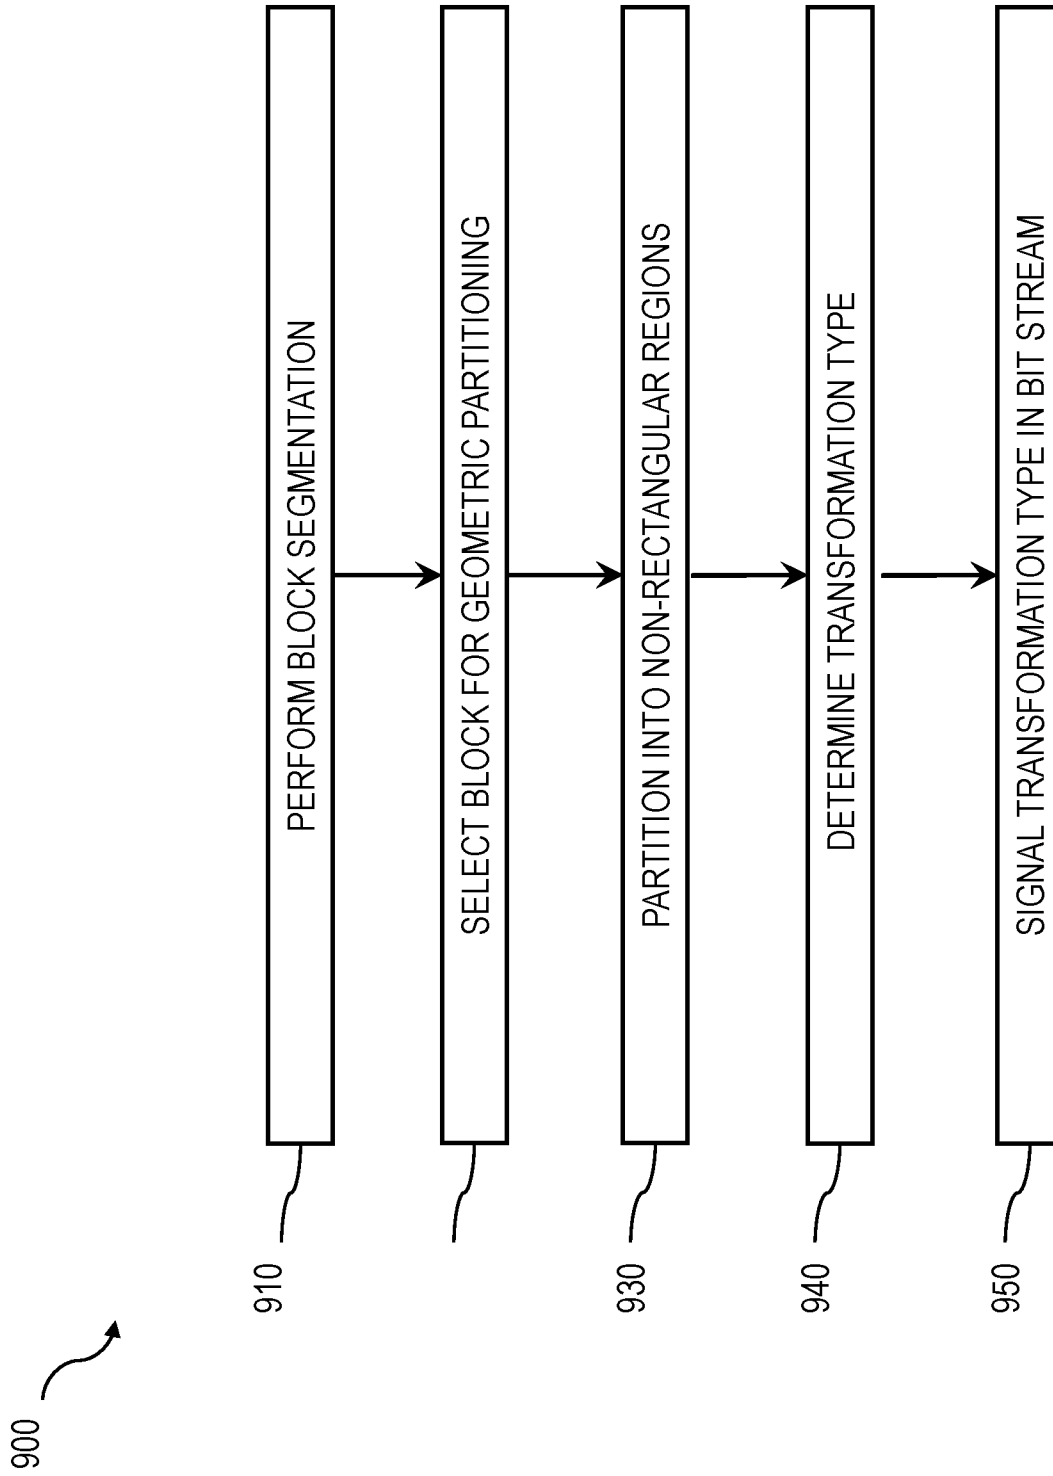 900
910
PERFORM BLOCK SEGMENTATION
SELECT BLOCK FOR GEOMETRIC PARTITIONING
930
PARTITION INTO NON-RECTANGULAR REGIONS
940
DETERMINE TRANSFORMATION TYPE
950
SIGNAL TRANSFORMATION TYPE IN BIT STREAM